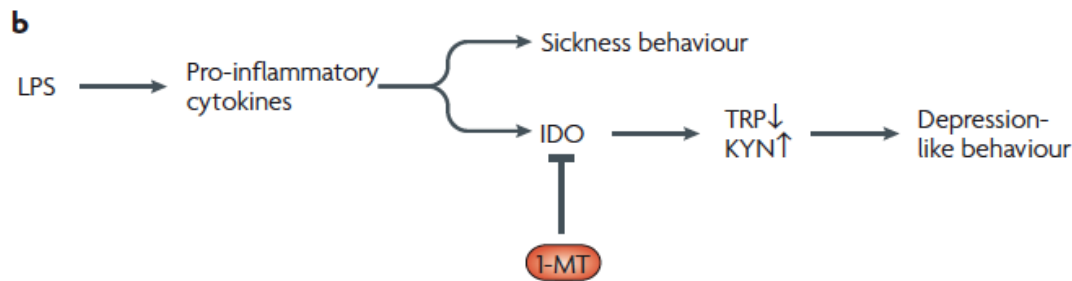 b
LPS
Pro-inflammatory
cytokines
Sickness behaviour
IDO
TRP↓
KYN↑
Depression-
like behaviour
1-MT